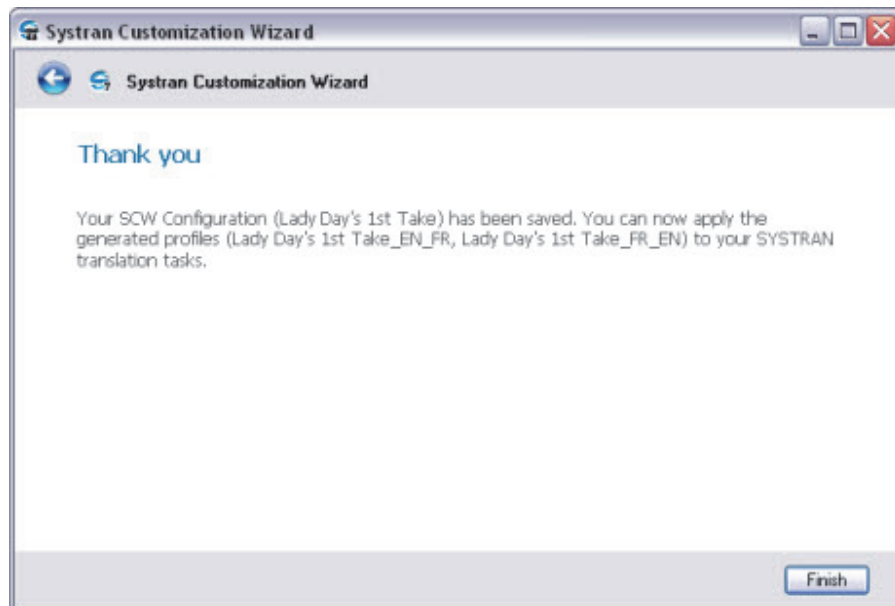 Systran Customization Wizard
Systran Customization Wizard
Thank you
Your SCW Configuration (Lady Day's 1st Take) has been saved. You can now apply the
generated profiles (Lady Day's 1st Take_EN_FR, Lady Day's 1st Take_FR_EN) to your SYSTRAN
translation tasks.
Finish